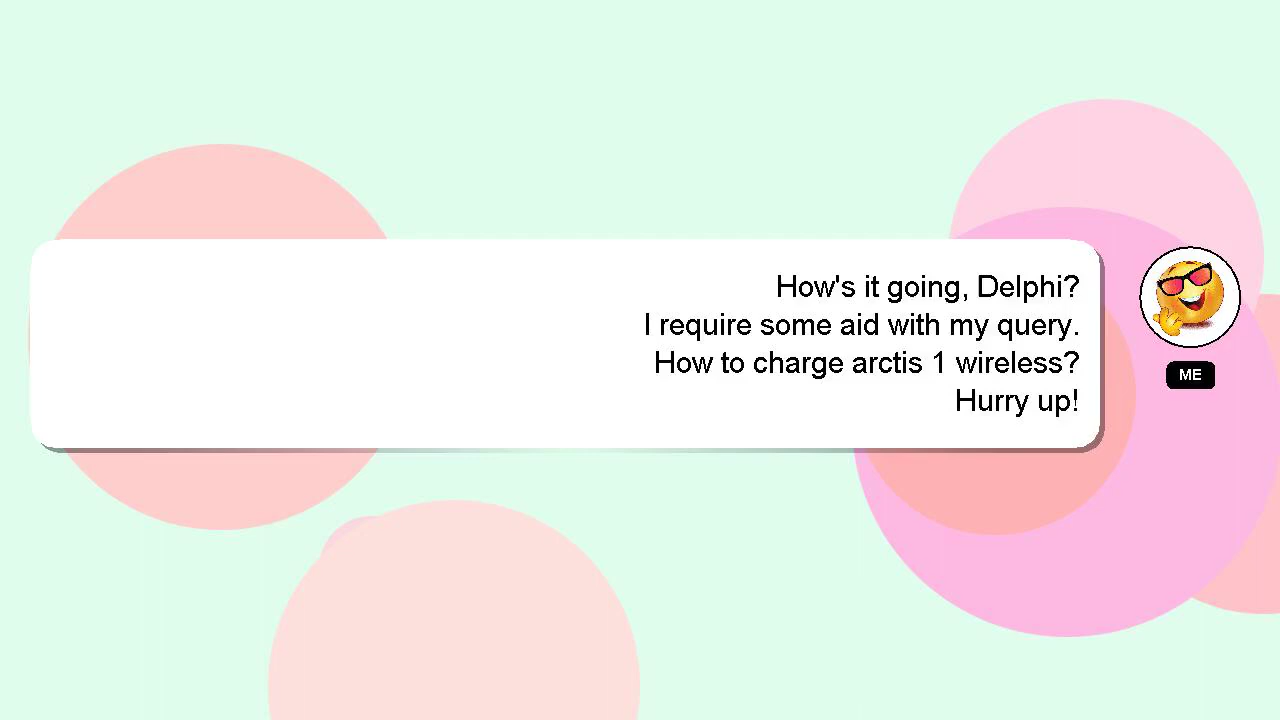 How's it going, Delphi?
I require some aid with my query.
How to charge arctis 1 wireless?
Hurry up!
ME